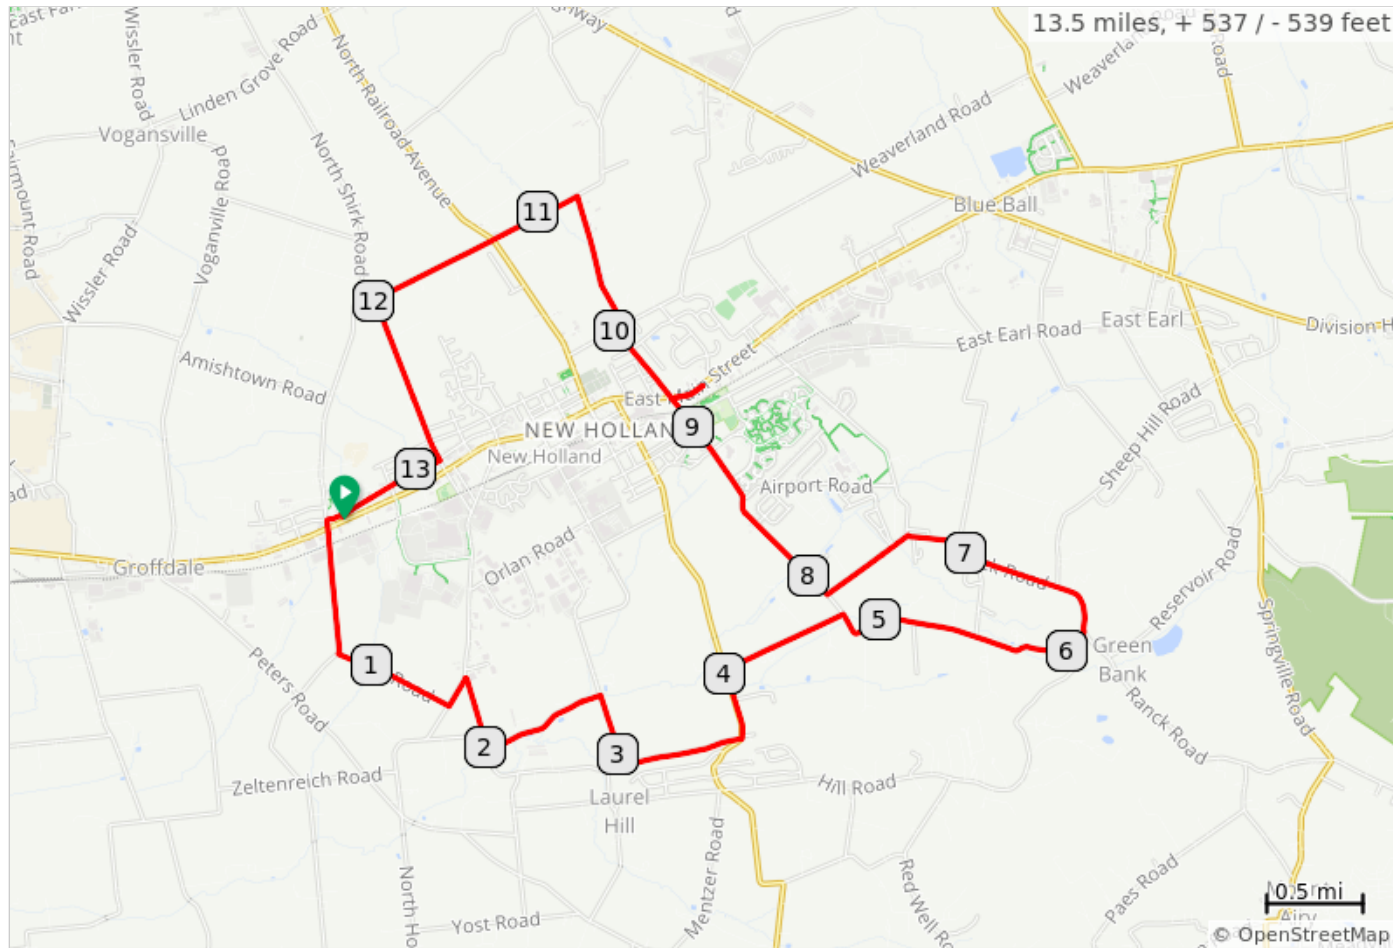 13.5 miles, + 537 / - 539 feet
Wissler Road
Linden Grove Road
North Railroad Avenue
Weaverland Road
Vogansville
North Shirk Road
Voganville Road
Fairmount Road
Wissler Road
Blue Ball
11
12
10
East Earl Road
East Earl
Division H
Amishtown Road
East Main Street
NEW HOLLAN
9
New Holland
Sheep Hill Road
13
Airport Road
Orlan Road
Groffdale
8
7
Road
Reservoir Road
Springville Road
5
6
Green
Bank
1
Road
4
Peters Road
Ranck Road
2
3
Zeltenreich Road
Laurel
Hill
Hill Road
Mentzer Road
Red Well Ro
Paes Road
North Ho
Yost Road
0.5 mi
Airy
© OpenStreetMap